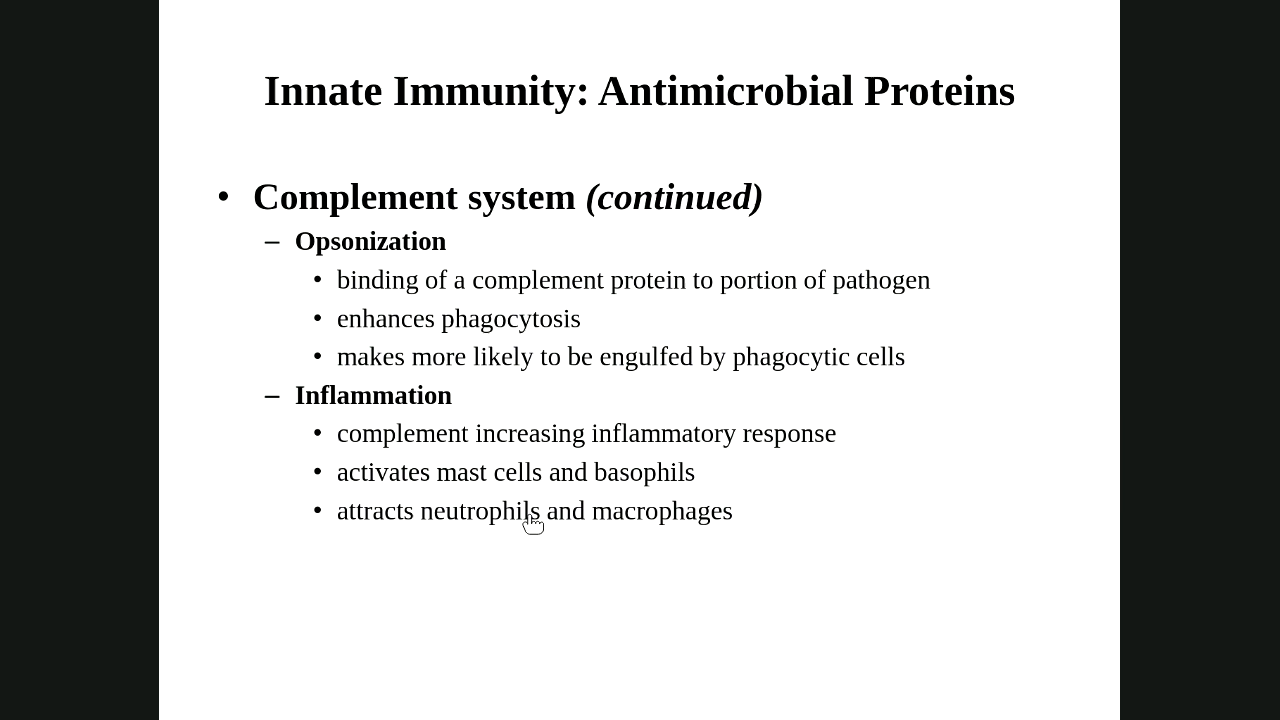 Innate Immunity: Antimicrobial Proteins
• Complement system (continued)
– Opsonization
• binding of a complement protein to portion of pathogen
• enhances phagocytosis
• makes more likely to be engulfed by phagocytic cells
– Inflammation
• complement increasing inflammatory response
• activates mast cells and basophils
• attracts neutrophils and macrophages